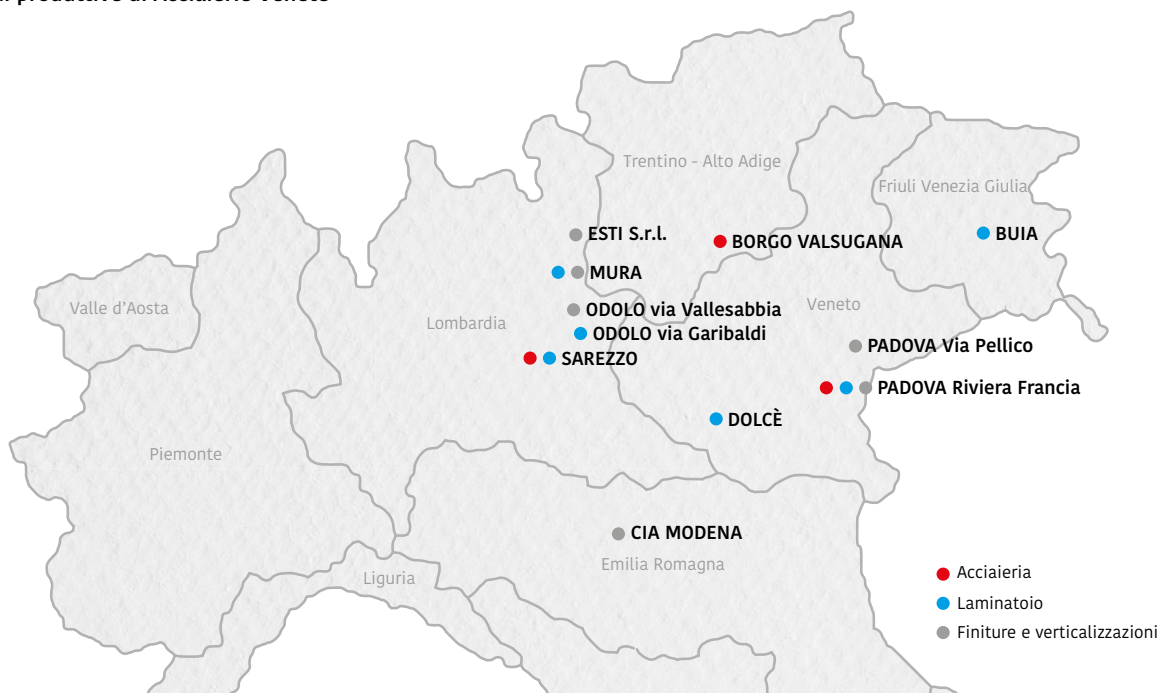 Trentino - Alto Adige
Friuli Venezia Giulia
ESTI S.r.l.
BORGO VALSUGANA
BUIA
MURA
Valle d'Aosta
ODOLO via Vallesabbia
Veneto
Lombardia
ODOLO via Garibaldi
PADOVA Via Pellico
SAREZZO
PADOVA Riviera Francia
DOLCÈ
Piemonte
CIA MODENA
Emilia Romagna
Liguria
Acciaieria
Laminatoio
Finiture e verticalizzazioni